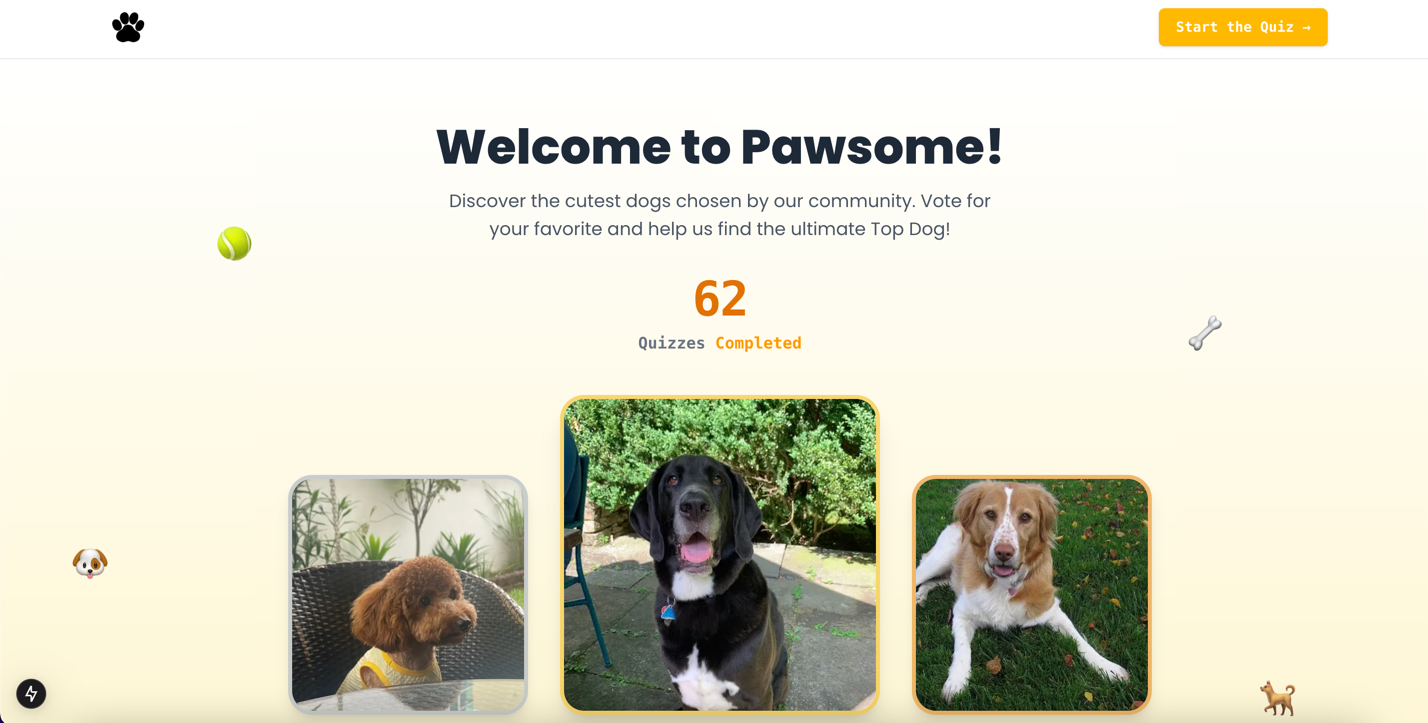 Start the Quiz →
Welcome to Pawsome!
Discover the cutest dogs chosen by our community. Vote for
your favorite and help us find the ultimate Top Dog!
62
Quizzes Completed